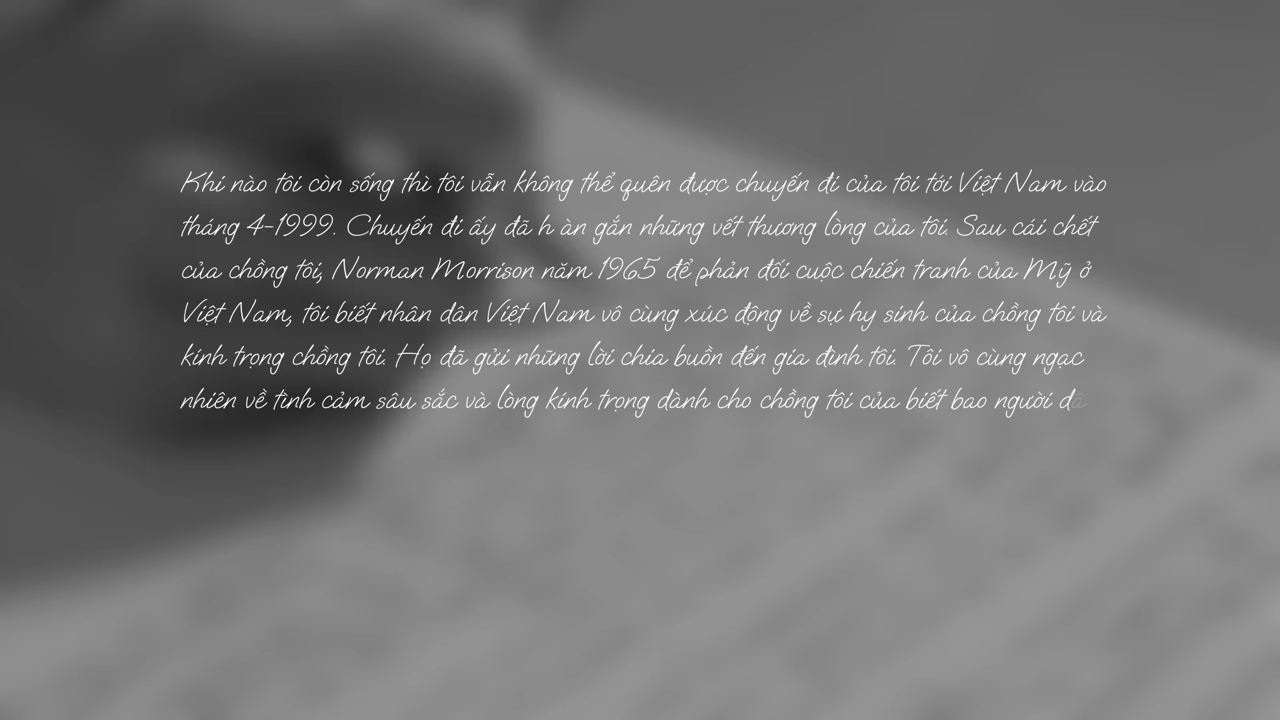 Khi nào tôi còn sống thì tôi vẫn không thể quên được chuyến đi của tôi tới Việt Nam vào
tháng 4-1999. Chuyến đi ấy đã h àn gắn những vết thương lòng của tôi. Sau cái chết
của chồng tôi, Norman Morrison năm 1965 để phản đối cuộc chiến tranh của Mỹ ở
Việt Nam, tôi biết nhân dân Việt Nam vô cùng xúc động về sự hy sinh của chồng tôi và
kính trọng chồng tôi. Họ đã gửi những lời chia buồn đến gia đình tôi. Tôi vô cùng ngạc
nhiên về tình cảm sâu sắc và lòng kính trọng dành cho chồng tôi của biết bao người dâ